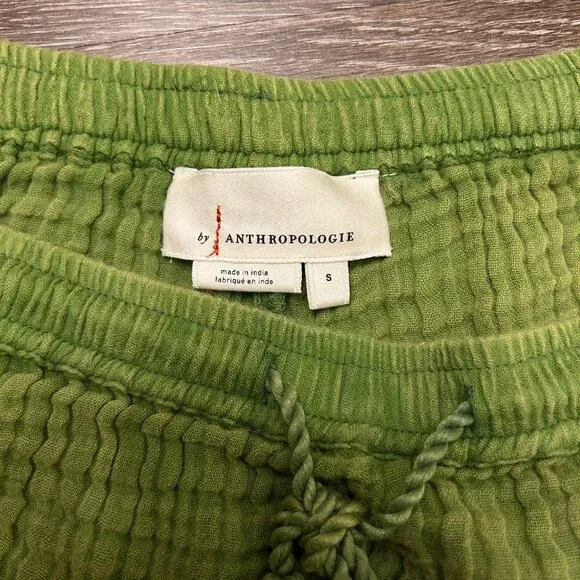 by ANTHROPOLOGIE
made in india
fabriqué en inde
S